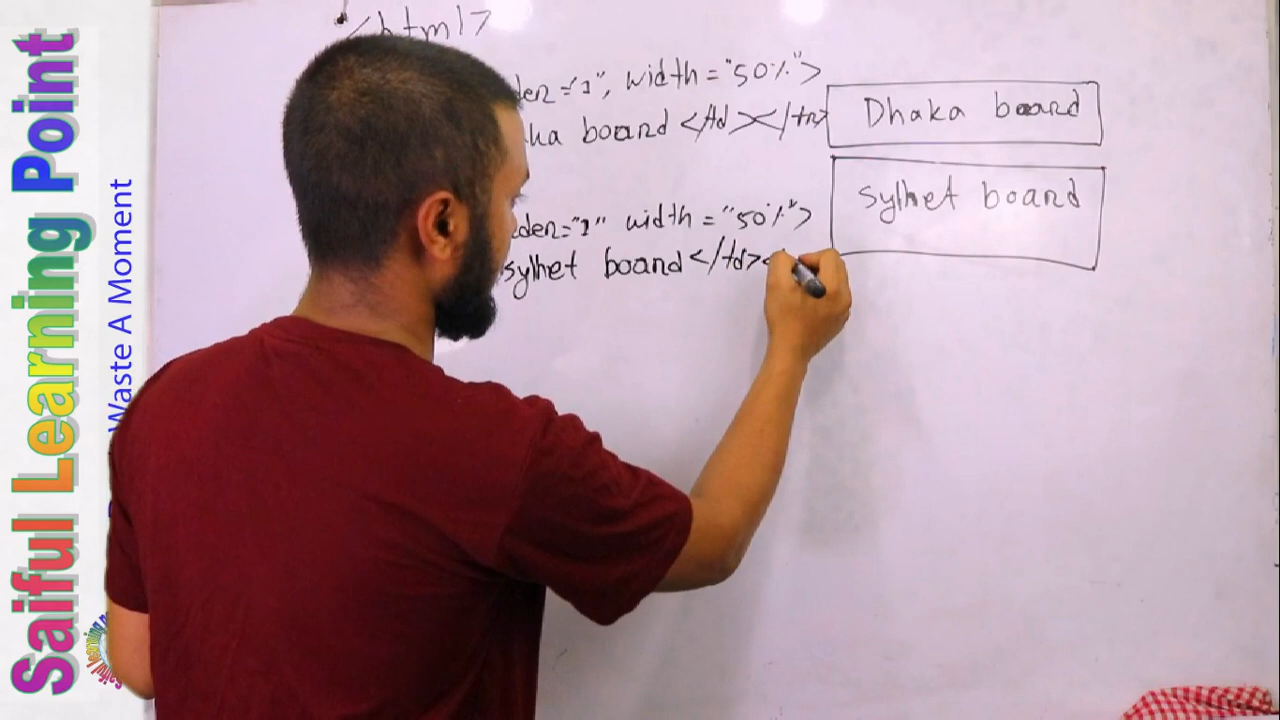 Saiful Learning Point
Waste A Moment
</html>
der="1", width="50%">
ka board </td></tr>
Dhaka board
der="1" width="50%">
sylhet board </td><
sylhet board